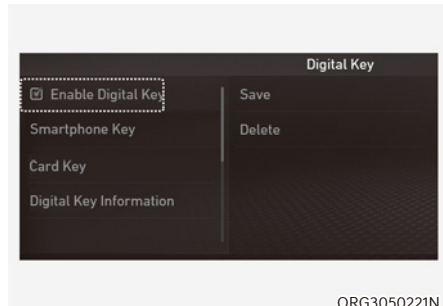 Digital Key
Enable Digital Key
Save
Smartphone Key
Delete
Card Key
Digital Key Information
ORG3050221N